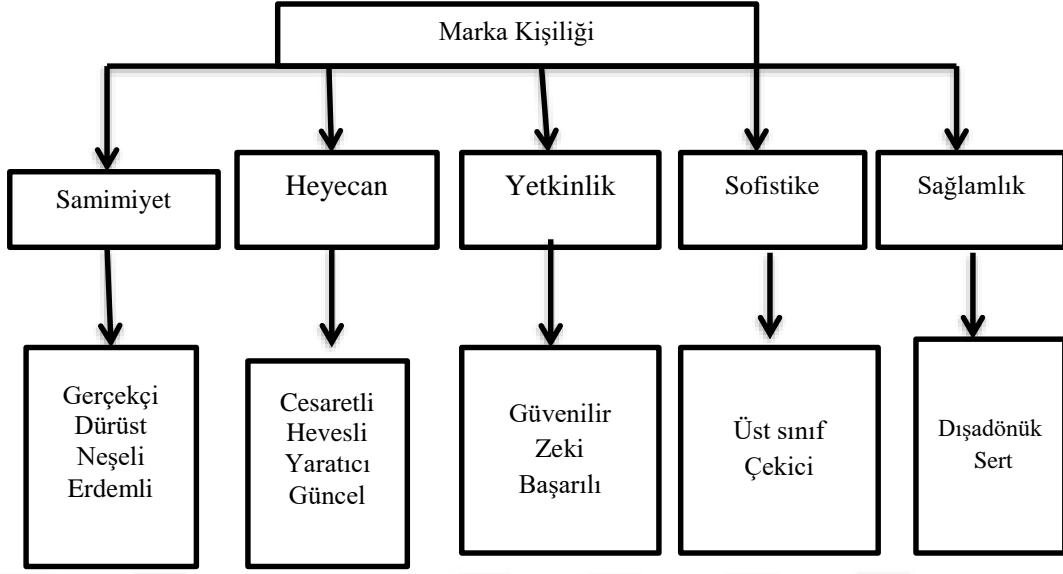 Marka Kişiliği
Samimiyet
Heyecan
Yetkinlik
Sofistike
Sağlamlık
Gerçekçi
Dürüst
Neşeli
Erdemli
Cesaretli
Hevesli
Yaratıcı
Güncel
Güvenilir
Zeki
Başarılı
Üst sınıf
Çekici
Dışadönük
Sert